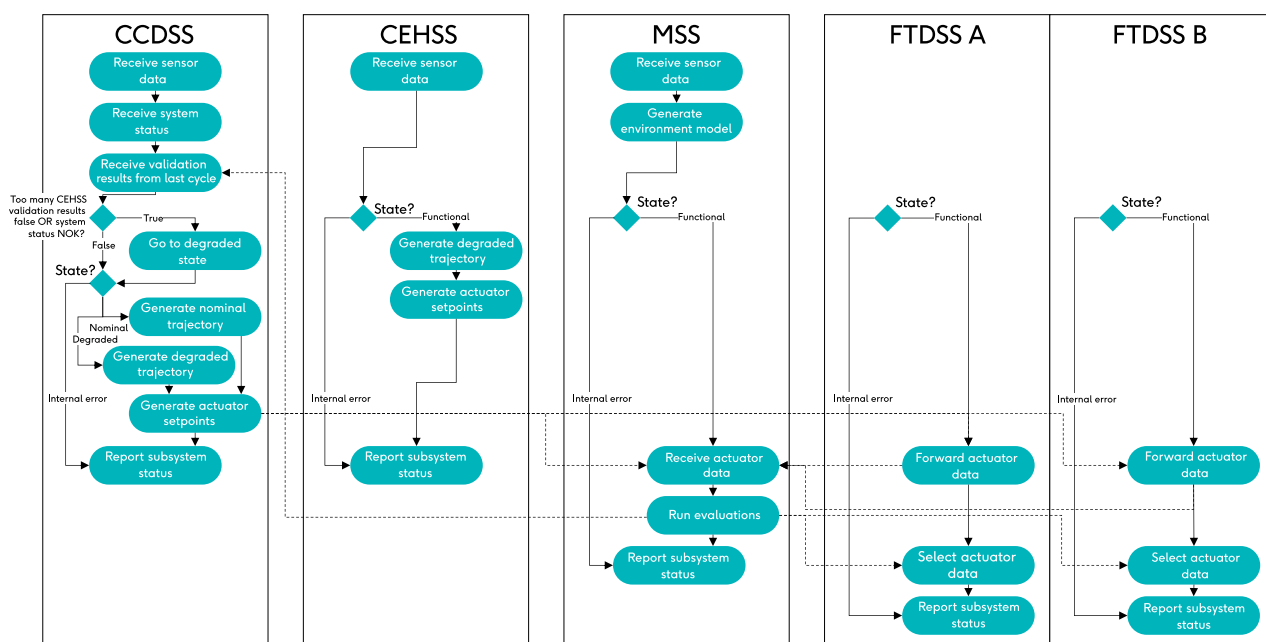 CCDSS
Receive sensor
data
Receive system
status
Receive validation
results from last cycle
Too many CEHSS
validation results
false OR system
status NOK?
True
False
Go to degraded
state
State?
Generate nominal
trajectory
Nominal
Degraded
Generate degraded
trajectory
Internal error
Generate actuator
setpoints
Report subsystem
status
CEHSS
Receive sensor
data
State?
Functional
Generate degraded
trajectory
Generate actuator
setpoints
Internal error
Report subsystem
status
MSS
Receive sensor
data
Generate
environment model
State?
Functional
Internal error
Receive actuator
data
Run evaluations
Report subsystem
status
FTDSS A
State?
Functional
Internal error
Forward actuator
data
Select actuator
data
Report subsystem
status
FTDSS B
State?
Functional
Internal error
Forward actuator
data
Select actuator
data
Report subsystem
status